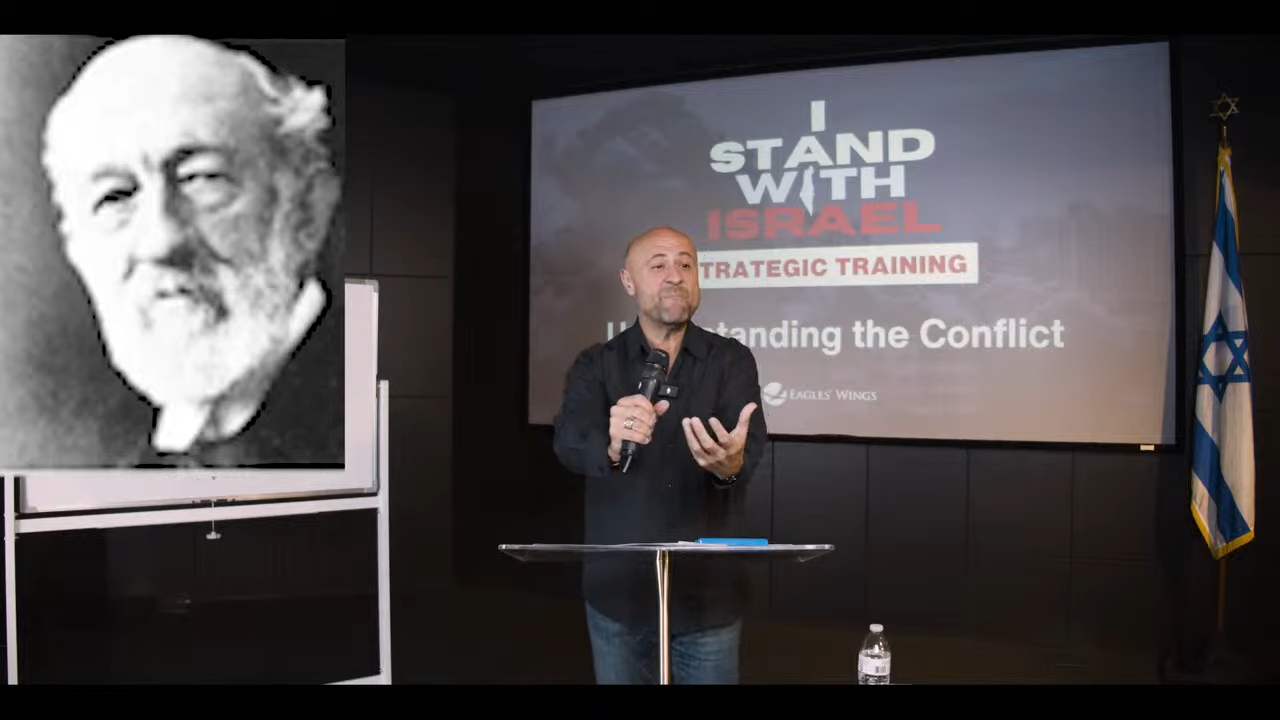 I
STAND
WITH
ISRAEL
TRATEGIC TRAINING
tanding the Conflict
EAGLES' WINGS